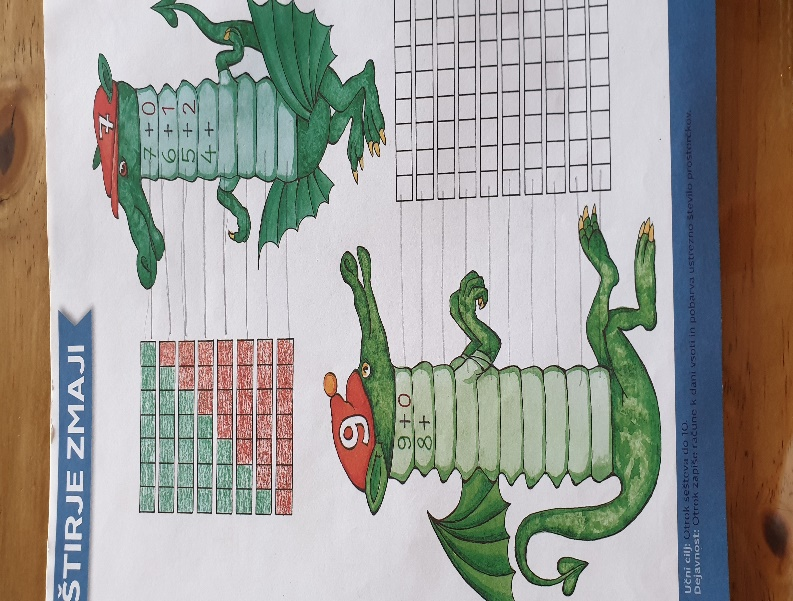 ŠTIRJE ZMAJI
7
7+0
6+1
5+2
4+
9
9+0
8+
Učni cilj: Otrok sešteva do 10.
Dejavnost: Otrok zapiše račune k dani vsoti in pobarva ustrezno število prostorčkov.